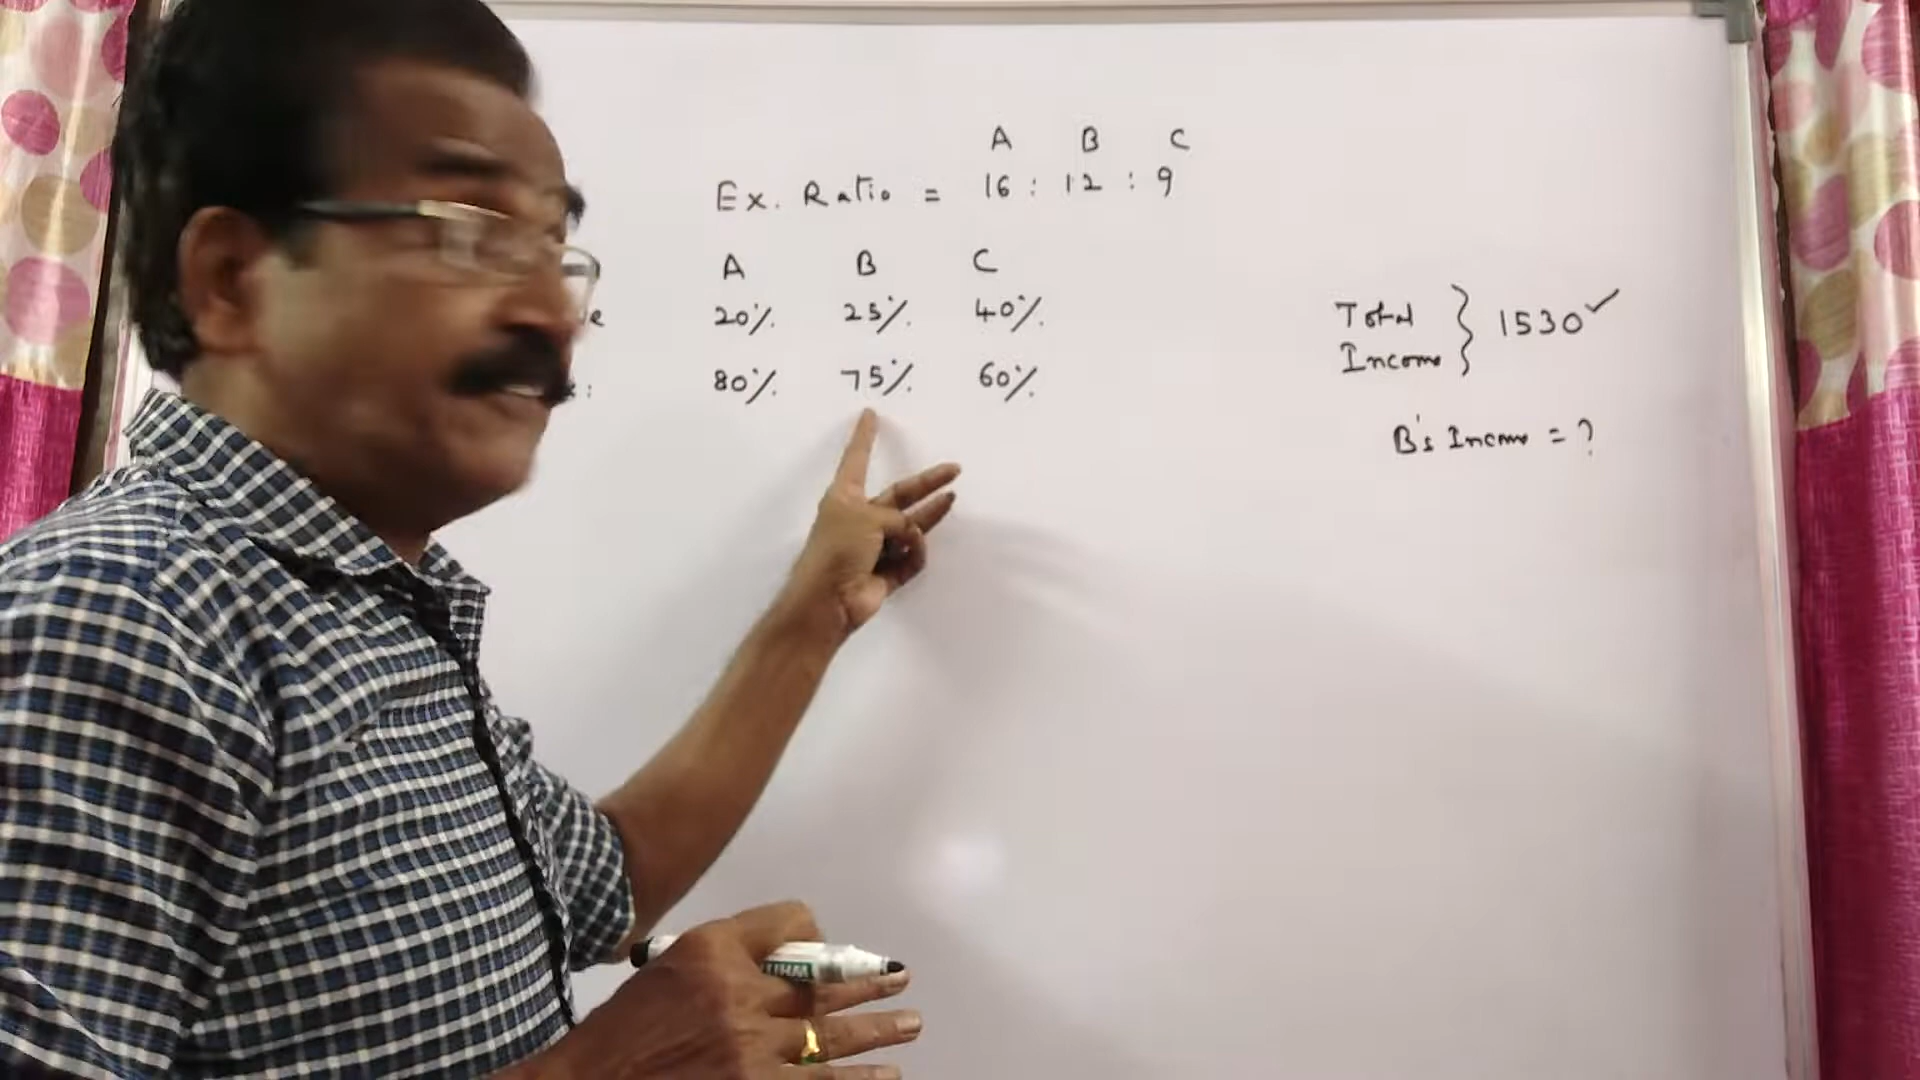 A B C
Ex. Ratio = 16 : 12 : 9
A B C
20% 25% 40%
80% 75% 60%
Total
Income } 1530 ✓
B's Income = ?